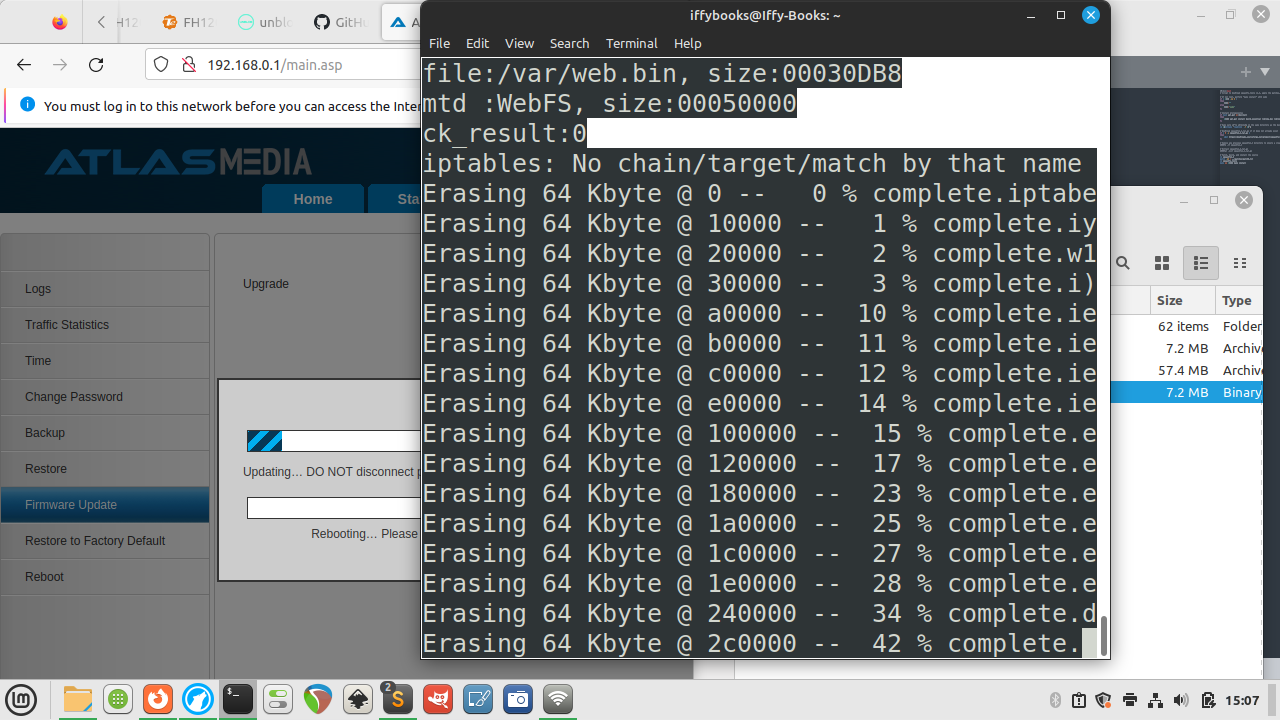 iffybooks@Iffy-Books: ~
File Edit View Search Terminal Help
file:/var/web.bin, size:00030DB8
mtd :WebFS, size:00050000
ck_result:0
iptables: No chain/target/match by that name
Erasing 64 Kbyte @ 0 --   0 % complete.iptabe
Erasing 64 Kbyte @ 10000 --   1 % complete.iy
Erasing 64 Kbyte @ 20000 --   2 % complete.w1
Erasing 64 Kbyte @ 30000 --   3 % complete.i)
Erasing 64 Kbyte @ a0000 --  10 % complete.ie
Erasing 64 Kbyte @ b0000 --  11 % complete.ie
Erasing 64 Kbyte @ c0000 --  12 % complete.ie
Erasing 64 Kbyte @ e0000 --  14 % complete.ie
Erasing 64 Kbyte @ 100000 --  15 % complete.e
Erasing 64 Kbyte @ 120000 --  17 % complete.e
Erasing 64 Kbyte @ 180000 --  23 % complete.e
Erasing 64 Kbyte @ 1a0000 --  25 % complete.e
Erasing 64 Kbyte @ 1c0000 --  27 % complete.e
Erasing 64 Kbyte @ 1e0000 --  28 % complete.e
Erasing 64 Kbyte @ 240000 --  34 % complete.d
Erasing 64 Kbyte @ 2c0000 --  42 % complete.
FH12 unblo GitHu
192.168.0.1/main.asp
You must log in to this network before you can access the Inter
ATLAS MEDIA
Home Sta
Logs
Traffic Statistics
Time
Change Password
Backup
Restore
Firmware Update
Restore to Factory Default
Reboot
Upgrade
Updating... DO NOT disconnect p
Rebooting... Please
Size Type
62 items Folder
7.2 MB Archive
57.4 MB Archive
7.2 MB Binary
2
15:07